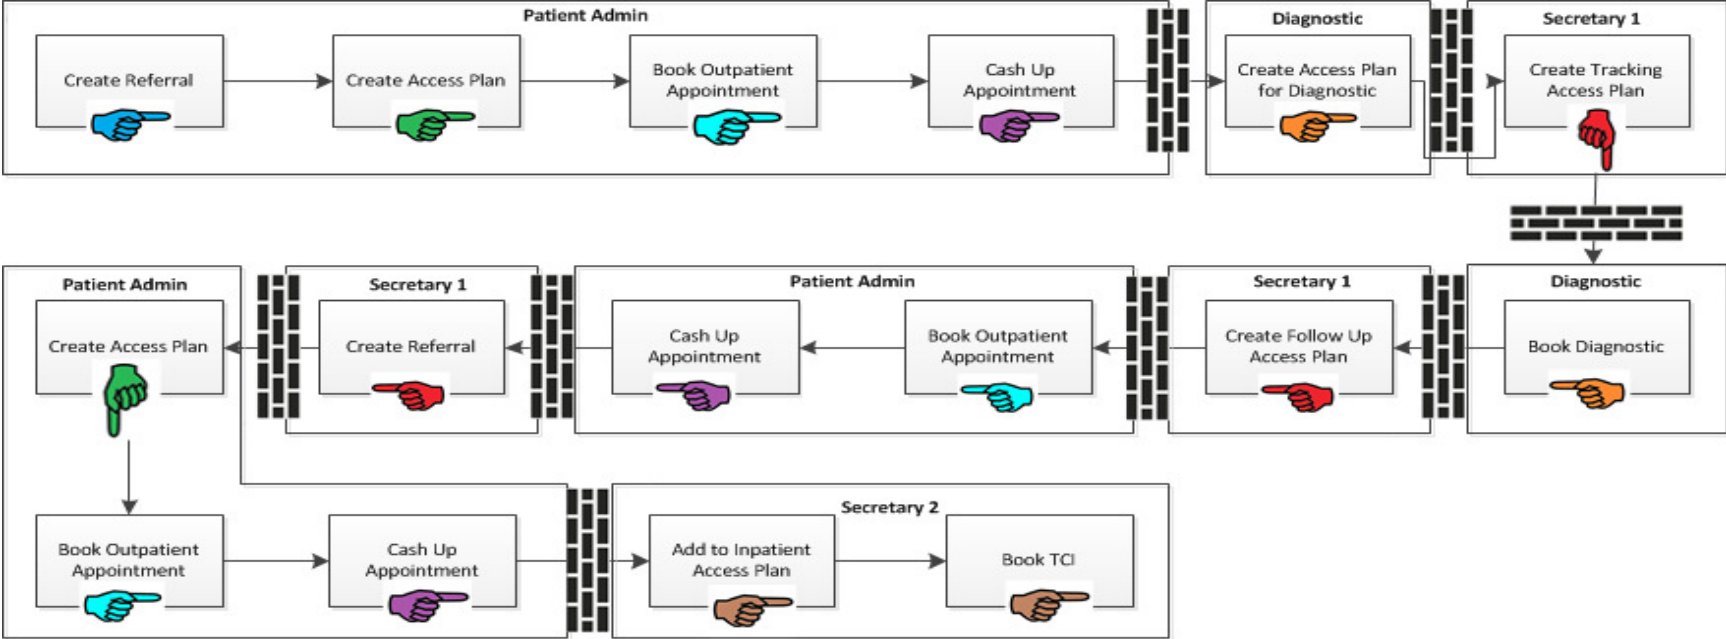 Patient Admin
Create Referral
Create Access Plan
Book Outpatient
Appointment
Cash Up
Appointment
Diagnostic
Create Access Plan
for Diagnostic
Secretary 1
Create Tracking
Access Plan
Diagnostic
Book Diagnostic
Secretary 1
Create Follow Up
Access Plan
Patient Admin
Book Outpatient
Appointment
Cash Up
Appointment
Secretary 1
Create Referral
Patient Admin
Create Access Plan
Book Outpatient
Appointment
Cash Up
Appointment
Secretary 2
Add to Inpatient
Access Plan
Book TCI